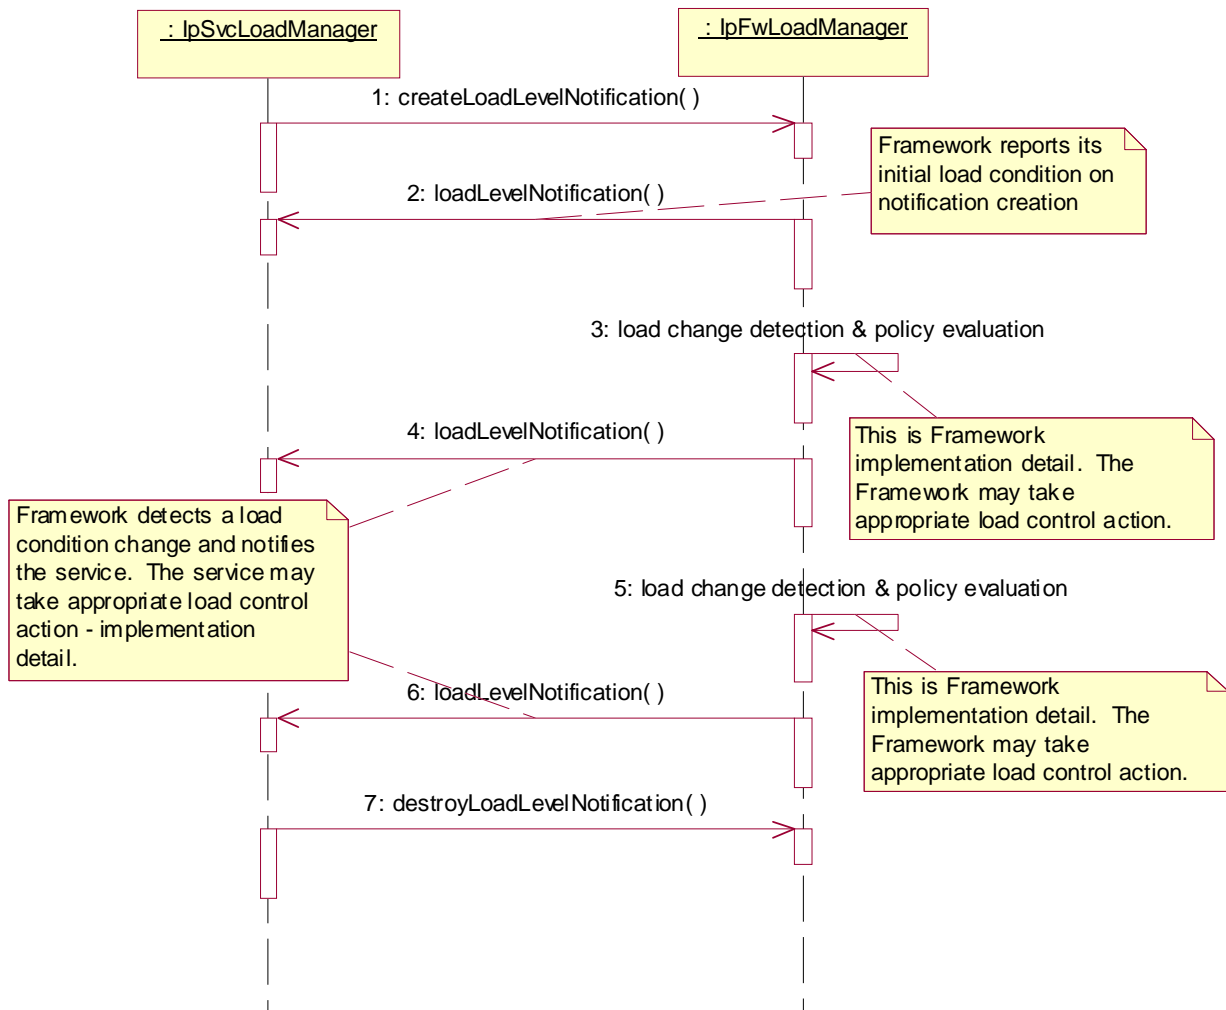 : IpSvcLoadManager
: IpFwLoadManager
1: createLoadLevelNotification( )
Framework reports its
initial load condition on
notification creation
2: loadLevelNotification( )
3: load change detection & policy evaluation
This is Framework
implementation detail.  The
Framework may take
appropriate load control action.
4: loadLevelNotification( )
Framework detects a load
condition change and notifies
the service.  The service may
take appropriate load control
action - implementation
detail.
5: load change detection & policy evaluation
This is Framework
implementation detail.  The
Framework may take
appropriate load control action.
6: loadLevelNotification( )
7: destroyLoadLevelNotification( )